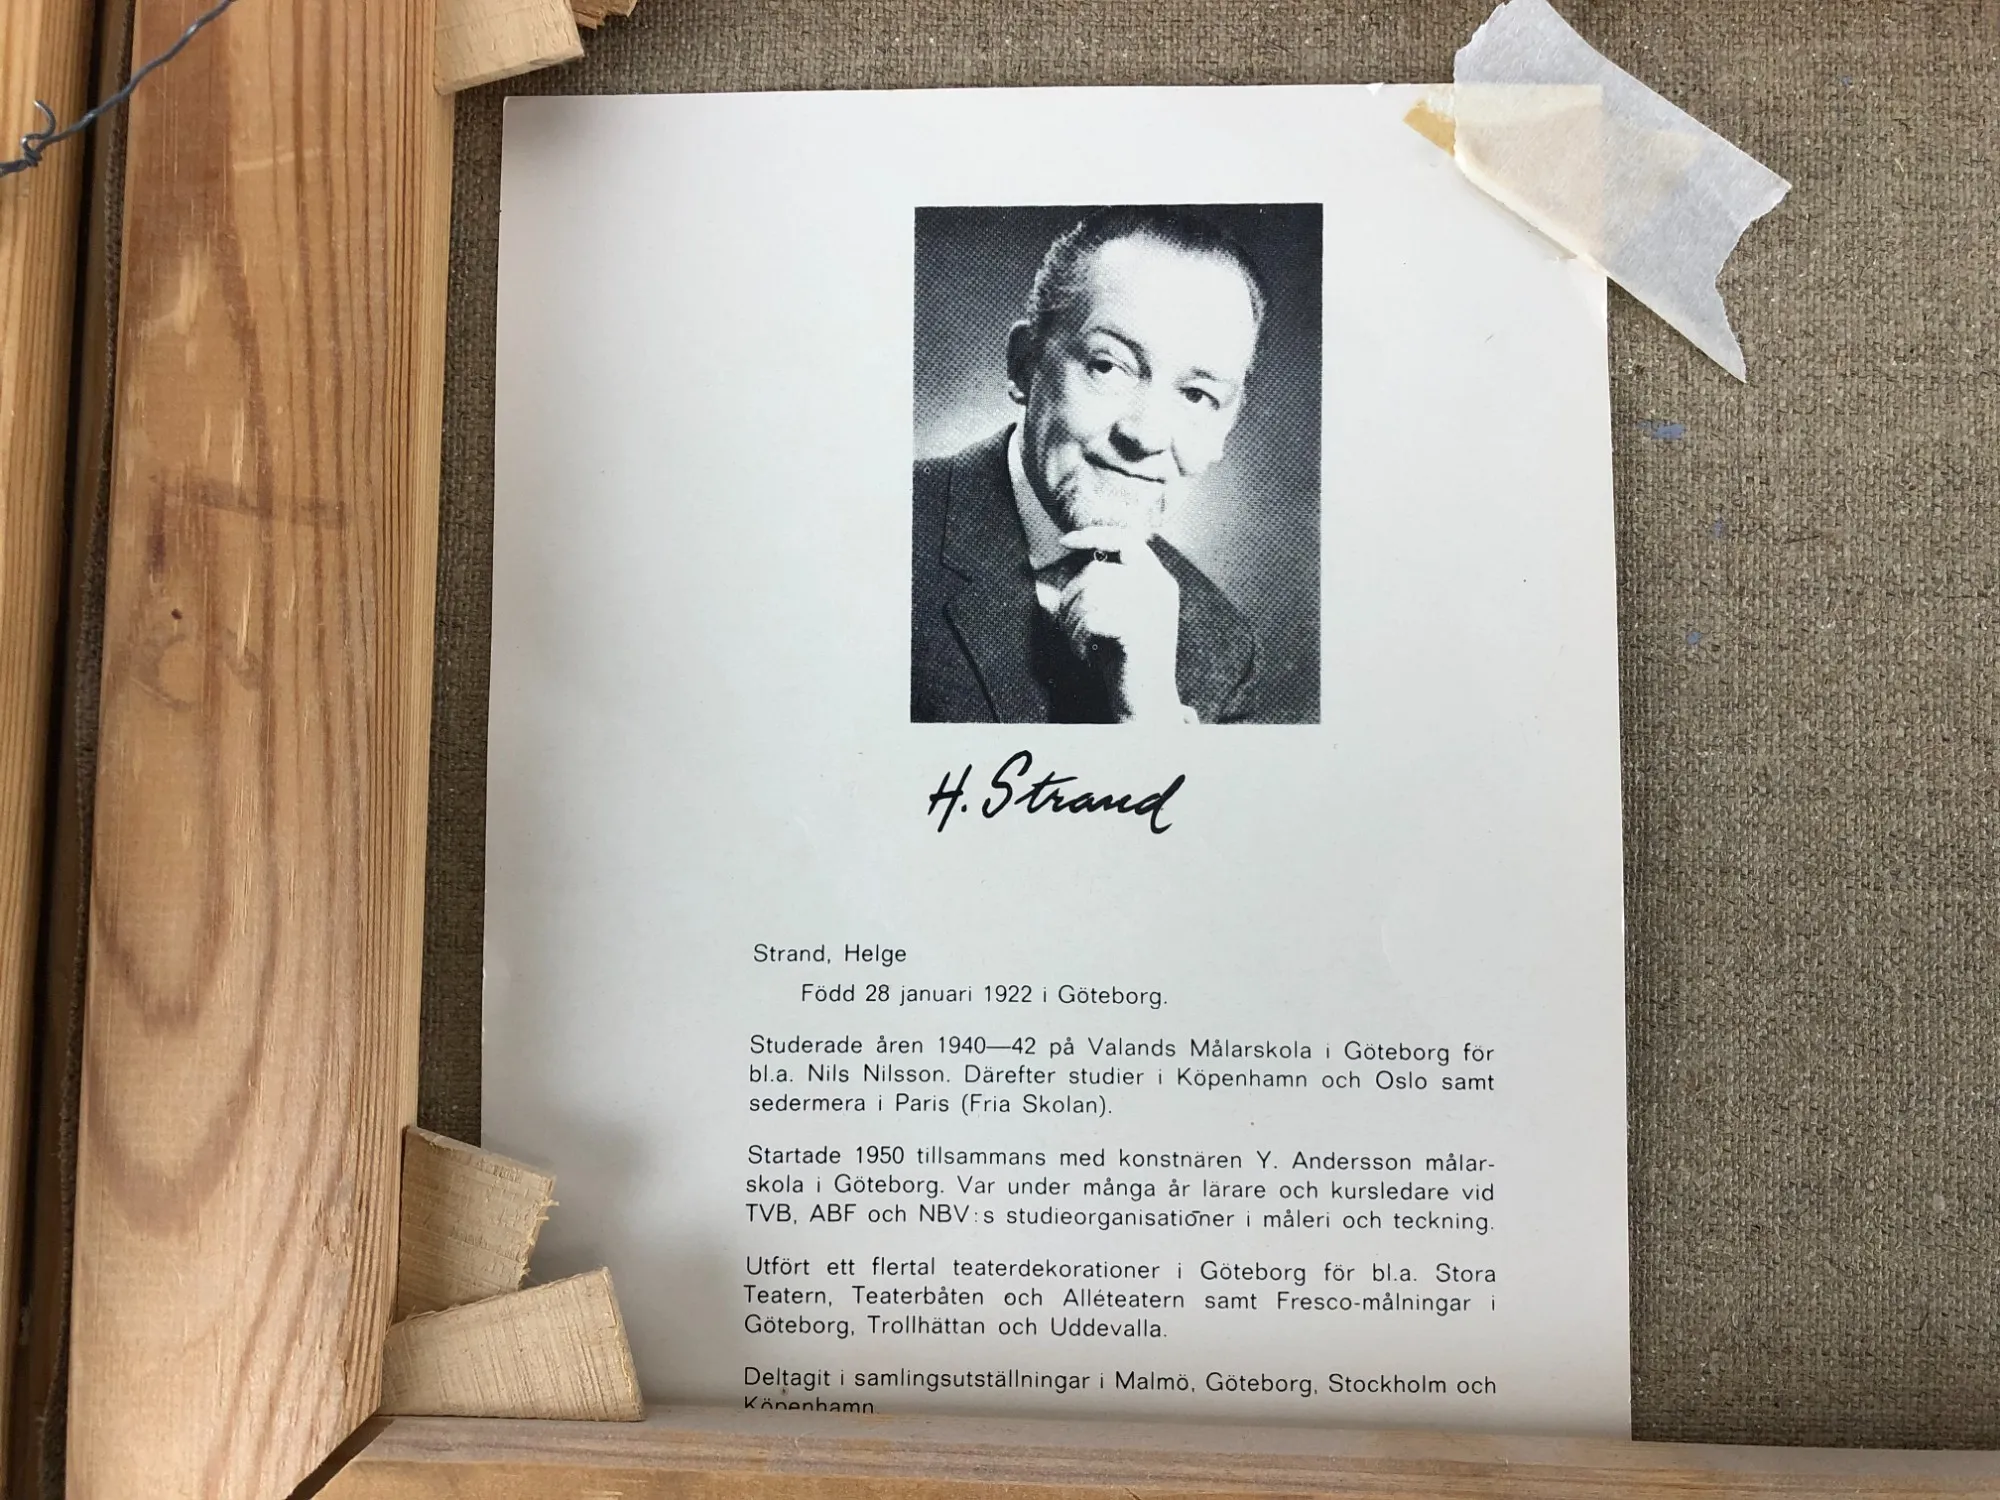 H. Strand
Strand, Helge
Född 28 januari 1922 i Göteborg.
Studerade åren 1940—42 på Valands Målarskola i Göteborg för
bl.a. Nils Nilsson. Därefter studier i Köpenhamn och Oslo samt
sedermera i Paris (Fria Skolan).
Startade 1950 tillsammans med konstnären Y. Andersson målar-
skola i Göteborg. Var under många år lärare och kursledare vid
TVB, ABF och NBV:s studieorganisationer i måleri och teckning.
Utfört ett flertal teaterdekorationer i Göteborg för bl.a. Stora
Teatern, Teaterbåten och Alléteatern samt Fresco-målningar i
Göteborg, Trollhättan och Uddevalla.
Deltagit i samlingsutställningar i Malmö, Göteborg, Stockholm och
Köpenhamn.